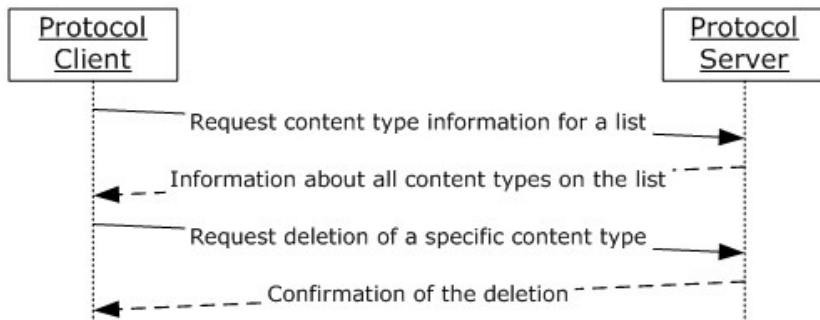 Protocol
Client
Protocol
Server
Request content type information for a list
Information about all content types on the list
Request deletion of a specific content type
Confirmation of the deletion